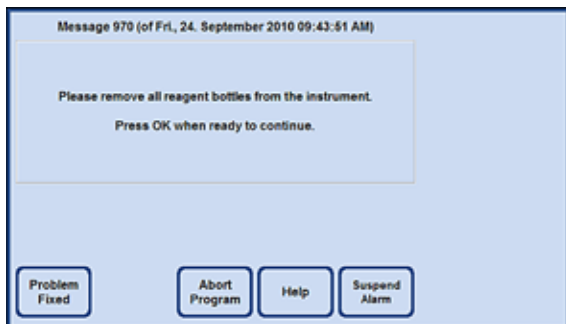 Message 970 (of Fri., 24. September 2010 09:43:51 AM)
Please remove all reagent bottles from the instrument.
Press OK when ready to continue.
Problem
Fixed
Abort
Program
Help
Suspend
Alarm